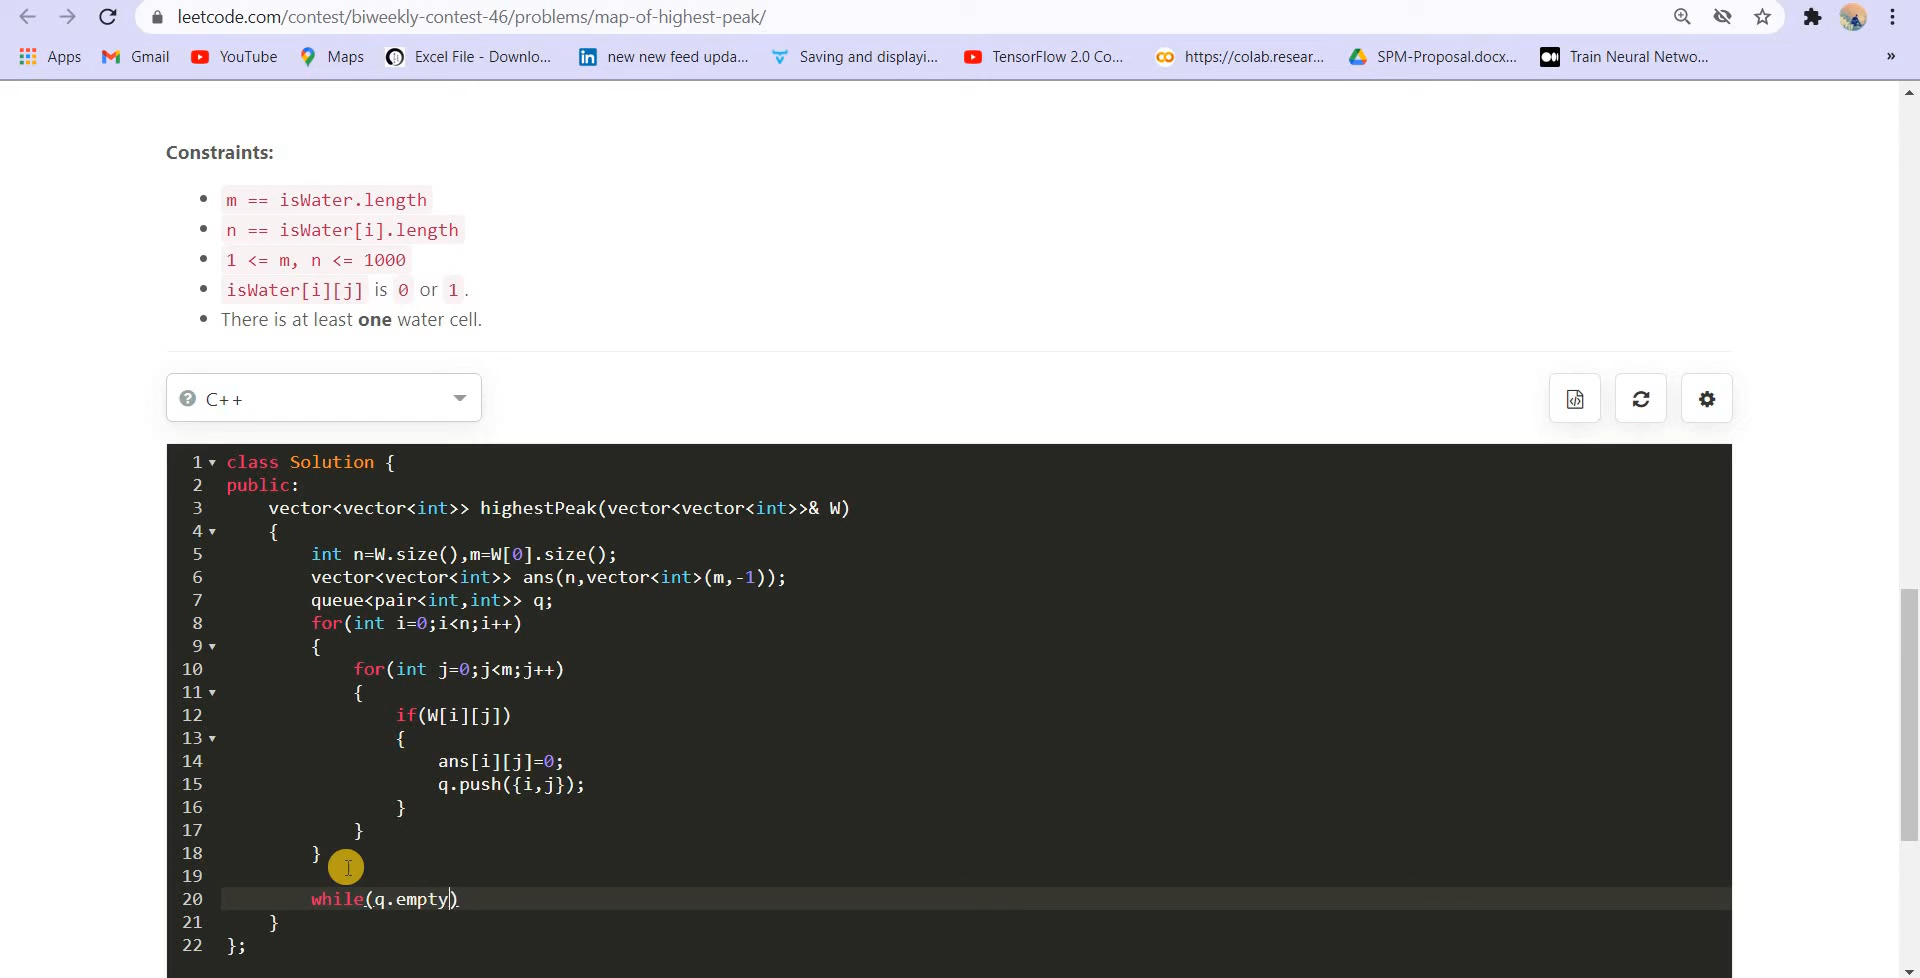 leetcode.com/contest/biweekly-contest-46/problems/map-of-highest-peak/
Apps Gmail YouTube Maps Excel File - Downlo... new new feed upda... Saving and displayi... TensorFlow 2.0 Co... https://colab.resear... SPM-Proposal.docx... Train Neural Netwo... »
Constraints:
m == isWater.length
n == isWater[i].length
1 <= m, n <= 1000
isWater[i][j] is 0 or 1.
There is at least one water cell.
C++
1 class Solution {
2 public:
3 vector<vector<int>> highestPeak(vector<vector<int>>& W)
4 {
5 int n=W.size(),m=W[0].size();
6 vector<vector<int>> ans(n,vector<int>(m,-1));
7 queue<pair<int,int>> q;
8 for(int i=0;i<n;i++)
9 {
10 for(int j=0;j<m;j++)
11 {
12 if(W[i][j])
13 {
14 ans[i][j]=0;
15 q.push({i,j});
16 }
17 }
18 }
19
20 while(q.empty)
21 }
22 };